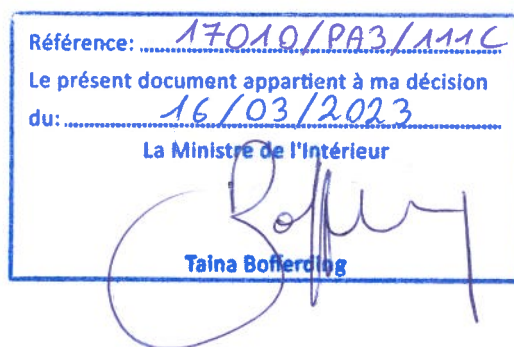 Référence: 17010/PA3/111C
Le présent document appartient à ma décision
du: 16/03/2023
La Ministre de l'Intérieur
Taina Bofferding